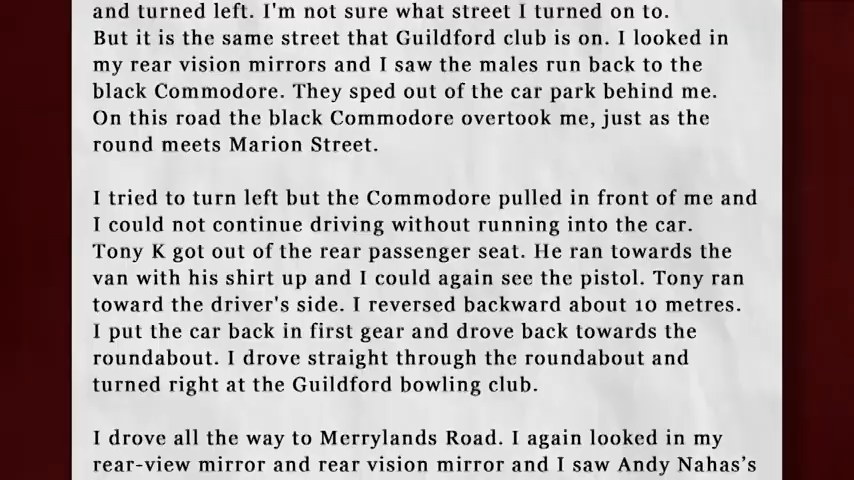 and turned left. I'm not sure what street I turned on to.
But it is the same street that Guildford club is on. I looked in
my rear vision mirrors and I saw the males run back to the
black Commodore. They sped out of the car park behind me.
On this road the black Commodore overtook me, just as the
round meets Marion Street.
I tried to turn left but the Commodore pulled in front of me and
I could not continue driving without running into the car.
Tony K got out of the rear passenger seat. He ran towards the
van with his shirt up and I could again see the pistol. Tony ran
toward the driver's side. I reversed backward about 10 metres.
I put the car back in first gear and drove back towards the
roundabout. I drove straight through the roundabout and
turned right at the Guildford bowling club.
I drove all the way to Merrylands Road. I again looked in my
rear-view mirror and rear vision mirror and I saw Andy Nahas's